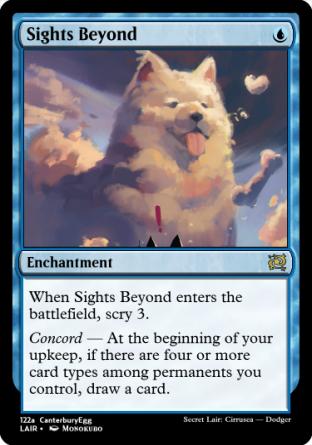 Sights Beyond
!
Enchantment
When Sights Beyond enters the
battlefield, scry 3.
Concord — At the beginning of your
upkeep, if there are four or more
card types among permanents you
control, draw a card.
122a CanterburyEgg
Secret Lair: Cirrusea — Dodger
LAIR • MONOKUBO